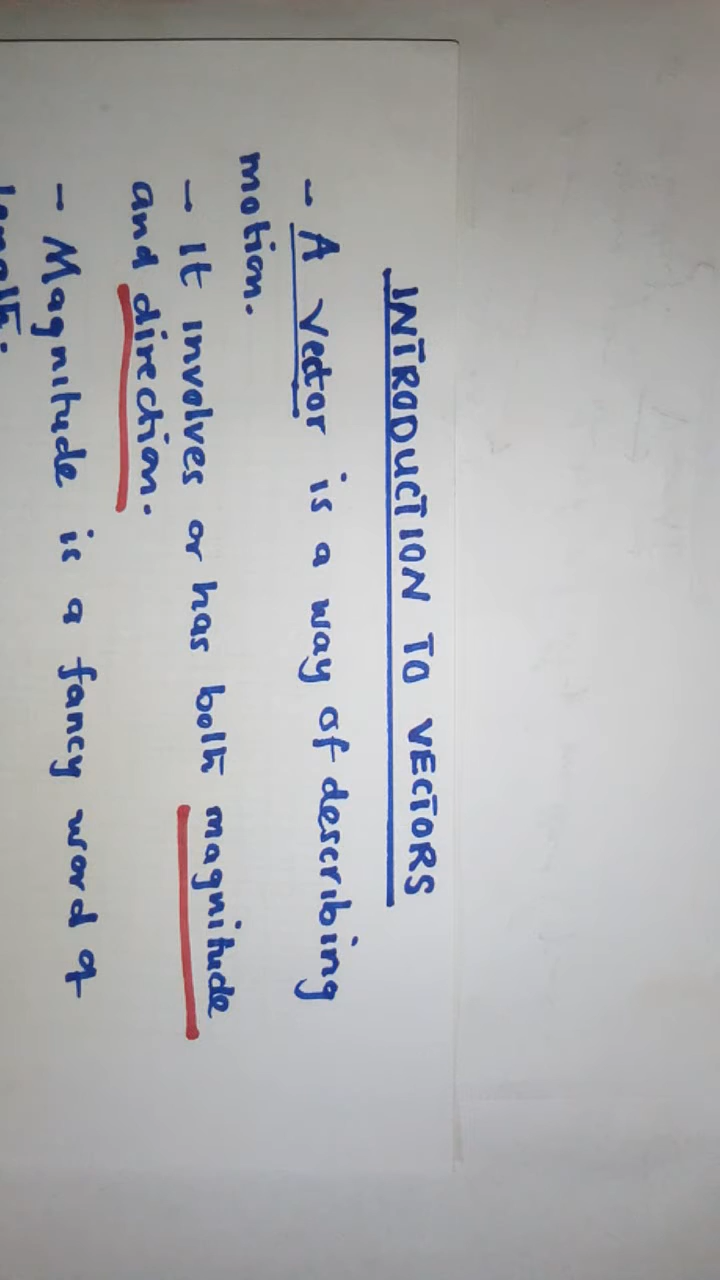 INTRODUCTION TO VECTORS
- A vector is a way of describing
motion.
- It involves or has both magnitude
and direction.
- Magnitude is a fancy word of